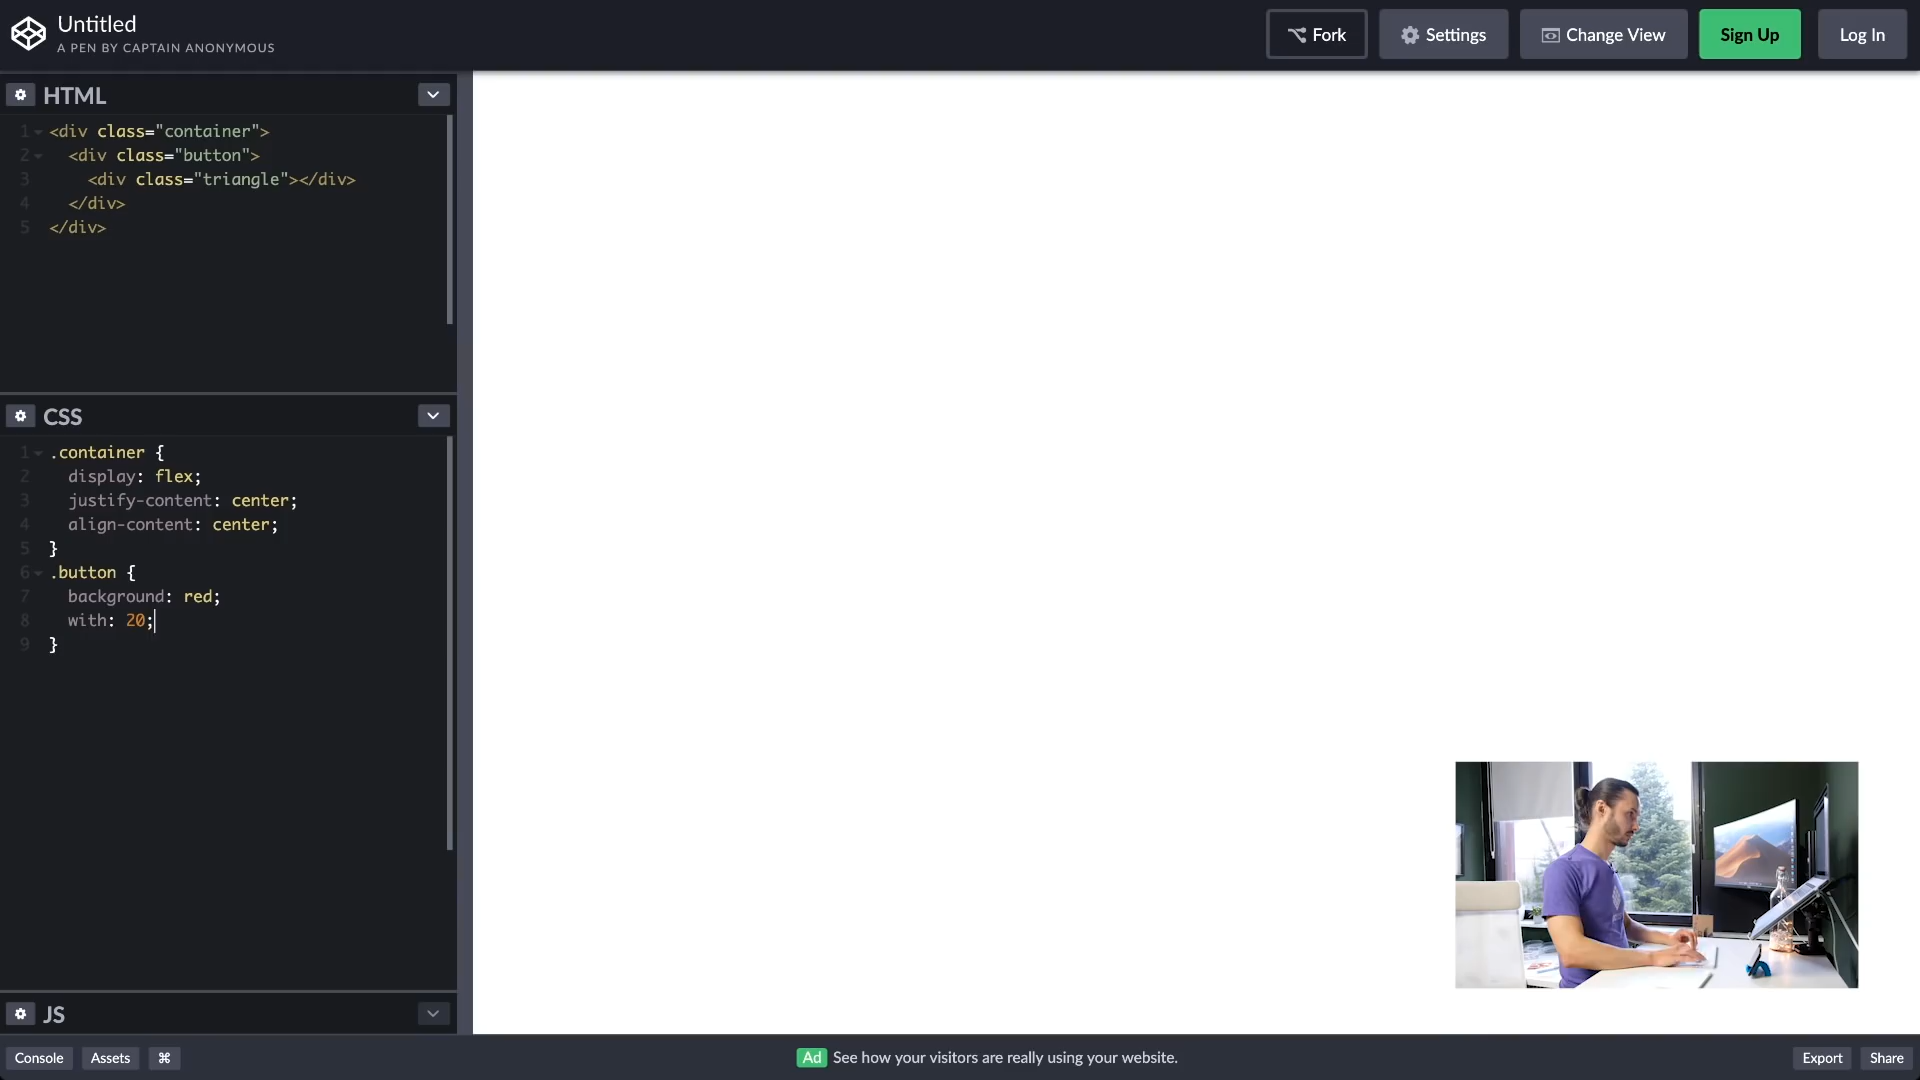 Untitled
A PEN BY CAPTAIN ANONYMOUS
Fork
Settings
Change View
Sign Up
Log In
HTML
1 <div class="container">
2 <div class="button">
3 <div class="triangle"></div>
4 </div>
5 </div>
CSS
1 .container {
2 display: flex;
3 justify-content: center;
4 align-content: center;
5 }
6 .button {
7 background: red;
8 with: 20;
9 }
JS
Console
Assets
⌘
Ad See how your visitors are really using your website.
Export
Share